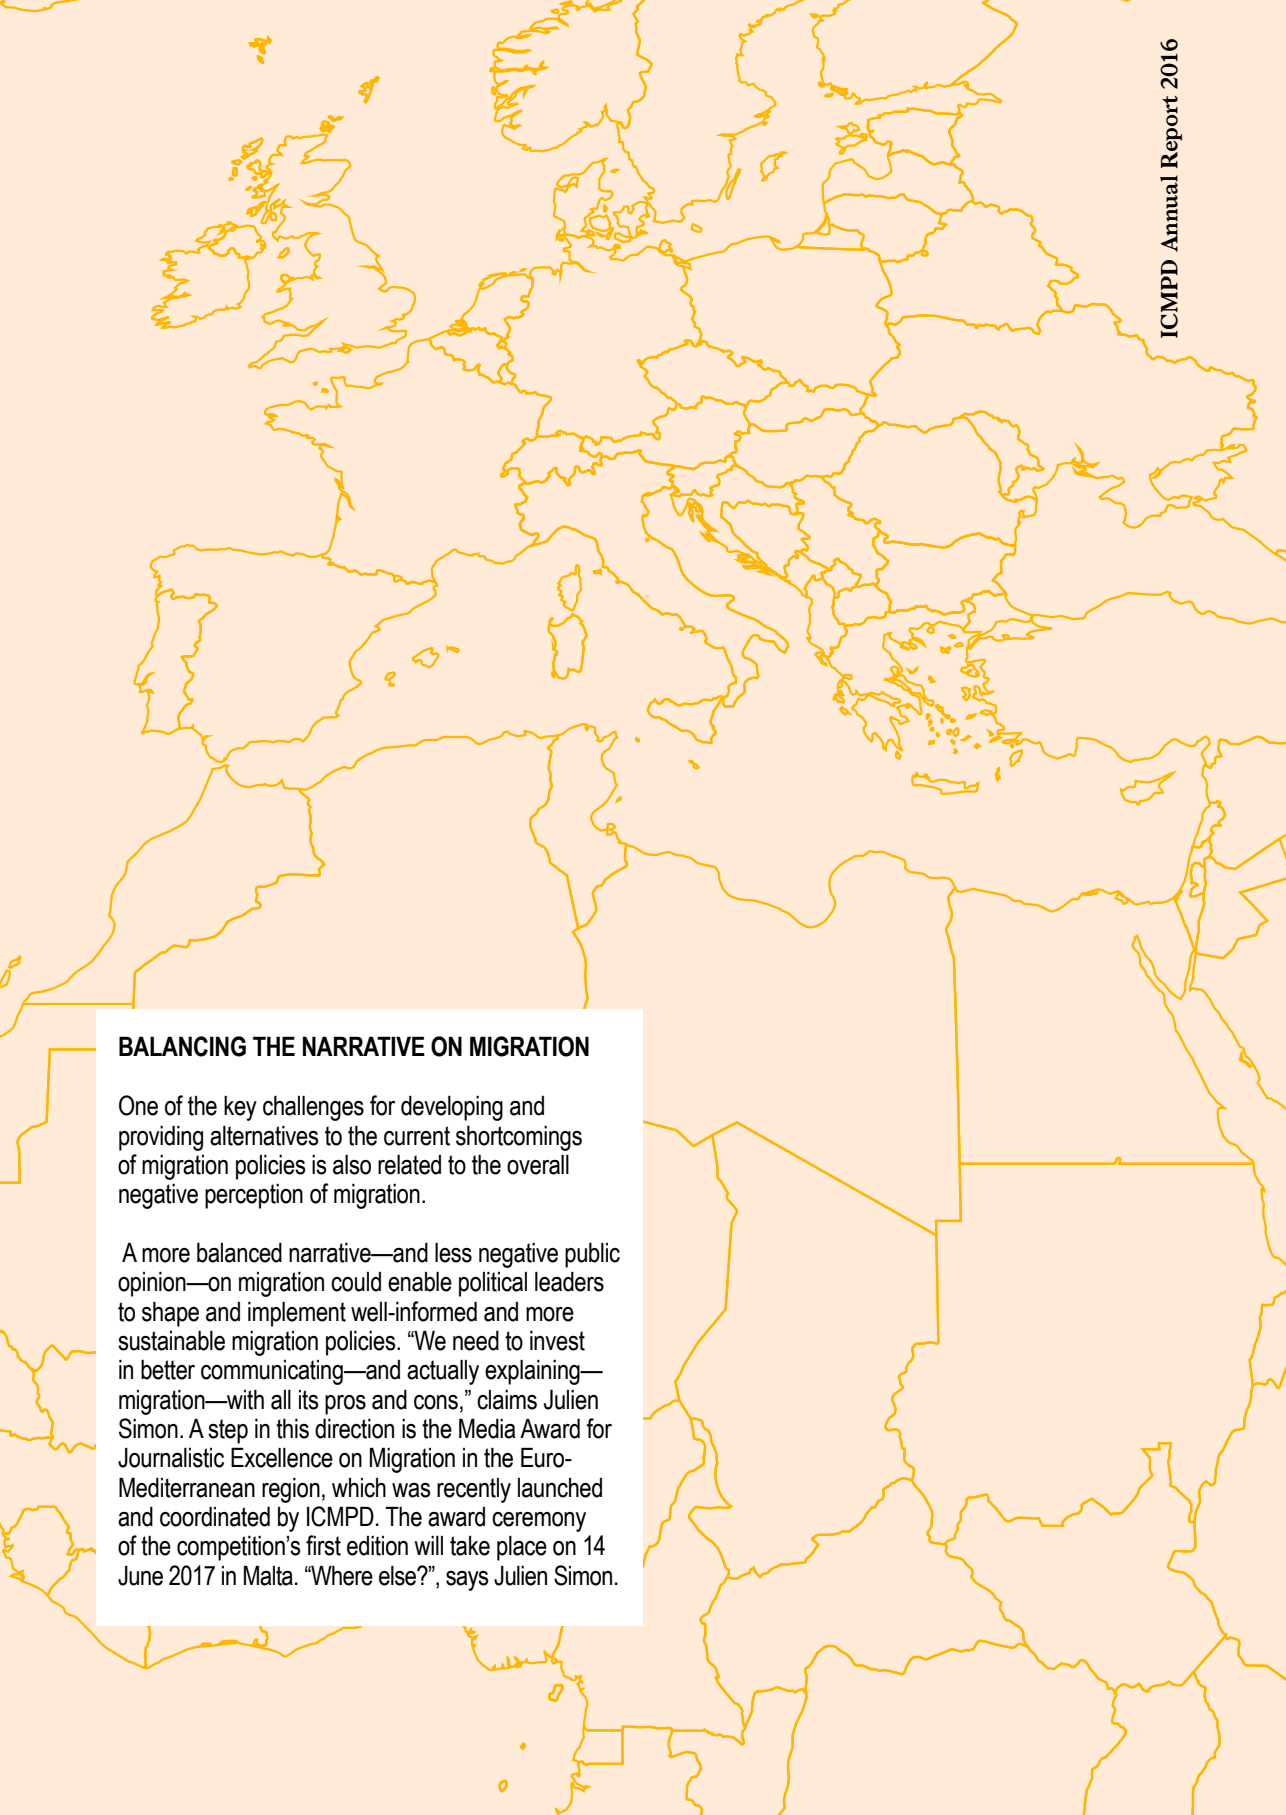 ICMPD Annual Report 2016
BALANCING THE NARRATIVE ON MIGRATION
One of the key challenges for developing and
providing alternatives to the current shortcomings
of migration policies is also related to the overall
negative perception of migration.
A more balanced narrative—and less negative public
opinion—on migration could enable political leaders
to shape and implement well-informed and more
sustainable migration policies. “We need to invest
in better communicating—and actually explaining—
migration—with all its pros and cons,” claims Julien
Simon. A step in this direction is the Media Award for
Journalistic Excellence on Migration in the Euro-
Mediterranean region, which was recently launched
and coordinated by ICMPD. The award ceremony
of the competition’s first edition will take place on 14
June 2017 in Malta. “Where else?”, says Julien Simon.